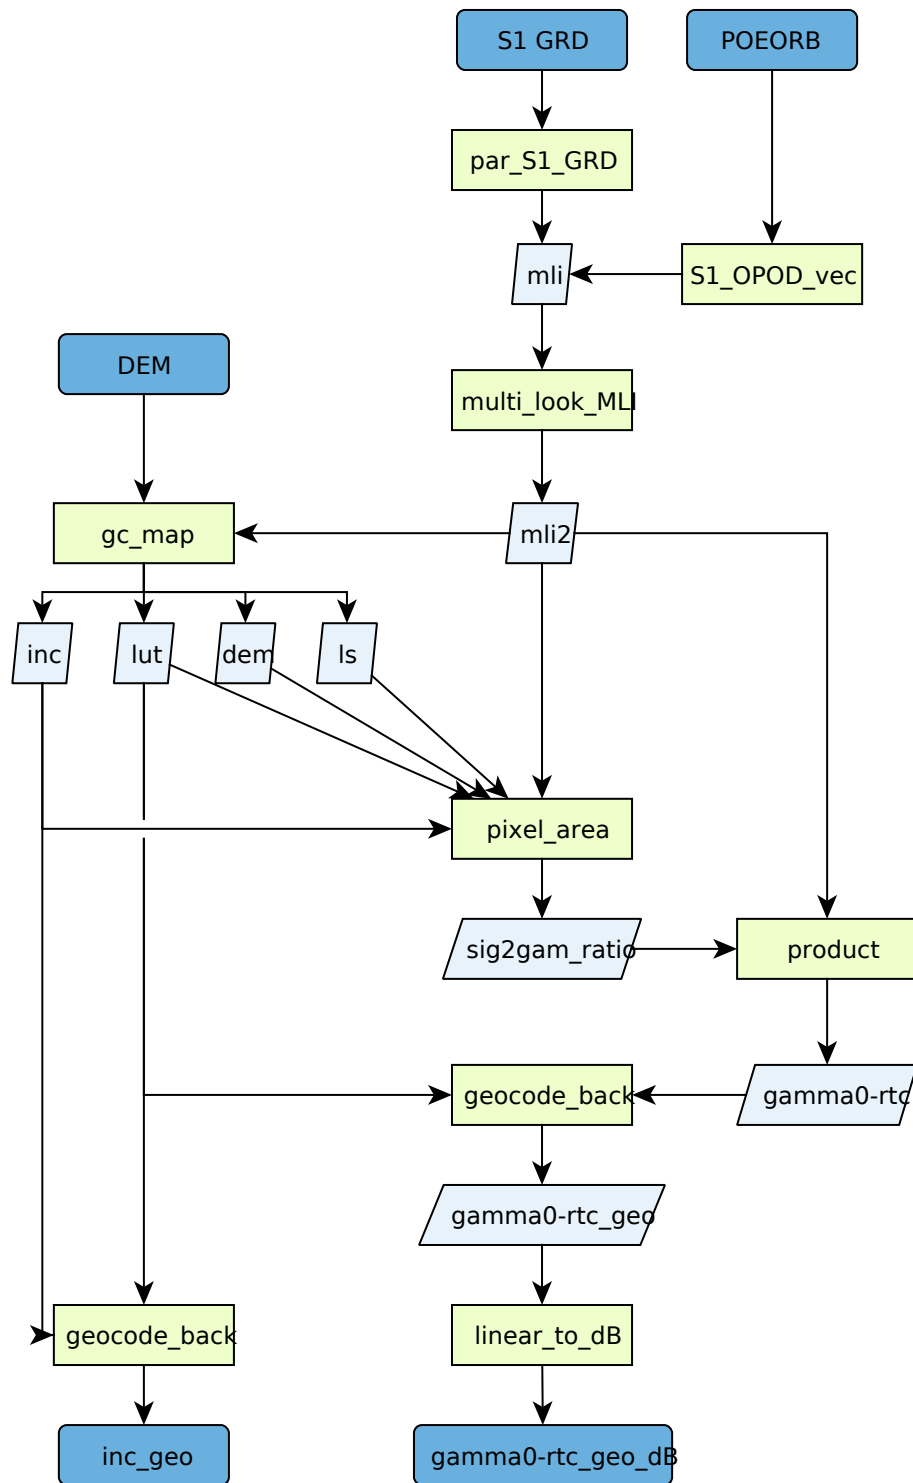 S1 GRD
POEORB
par_S1_GRD
mli
S1_OPOD_vec
DEM
multi_look_MLI
gc_map
mli2
inc
lut
dem
ls
pixel_area
sig2gam_ratio
product
geocode_back
gamma0-rtc
gamma0-rtc_geo
geocode_back
linear_to_dB
inc_geo
gamma0-rtc_geo_dB